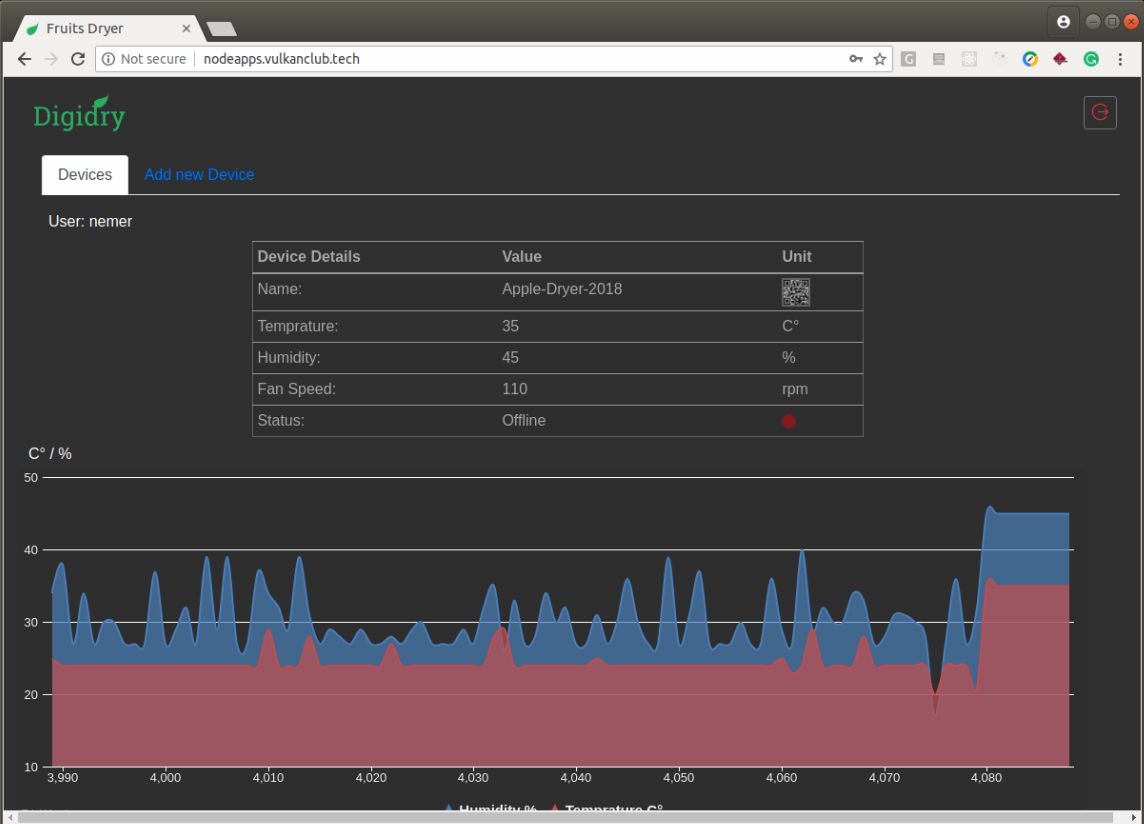 Fruits Dryer
Not secure nodeapps.vulkanclub.tech
Digidry
Devices Add new Device
User: nemer
Device Details Value Unit
Name: Apple-Dryer-2018
Temprature: 35 C°
Humidity: 45 %
Fan Speed: 110 rpm
Status: Offline
C° / %
50
40
30
20
10
3,990 4,000 4,010 4,020 4,030 4,040 4,050 4,060 4,070 4,080
Humidity % Temprature C°